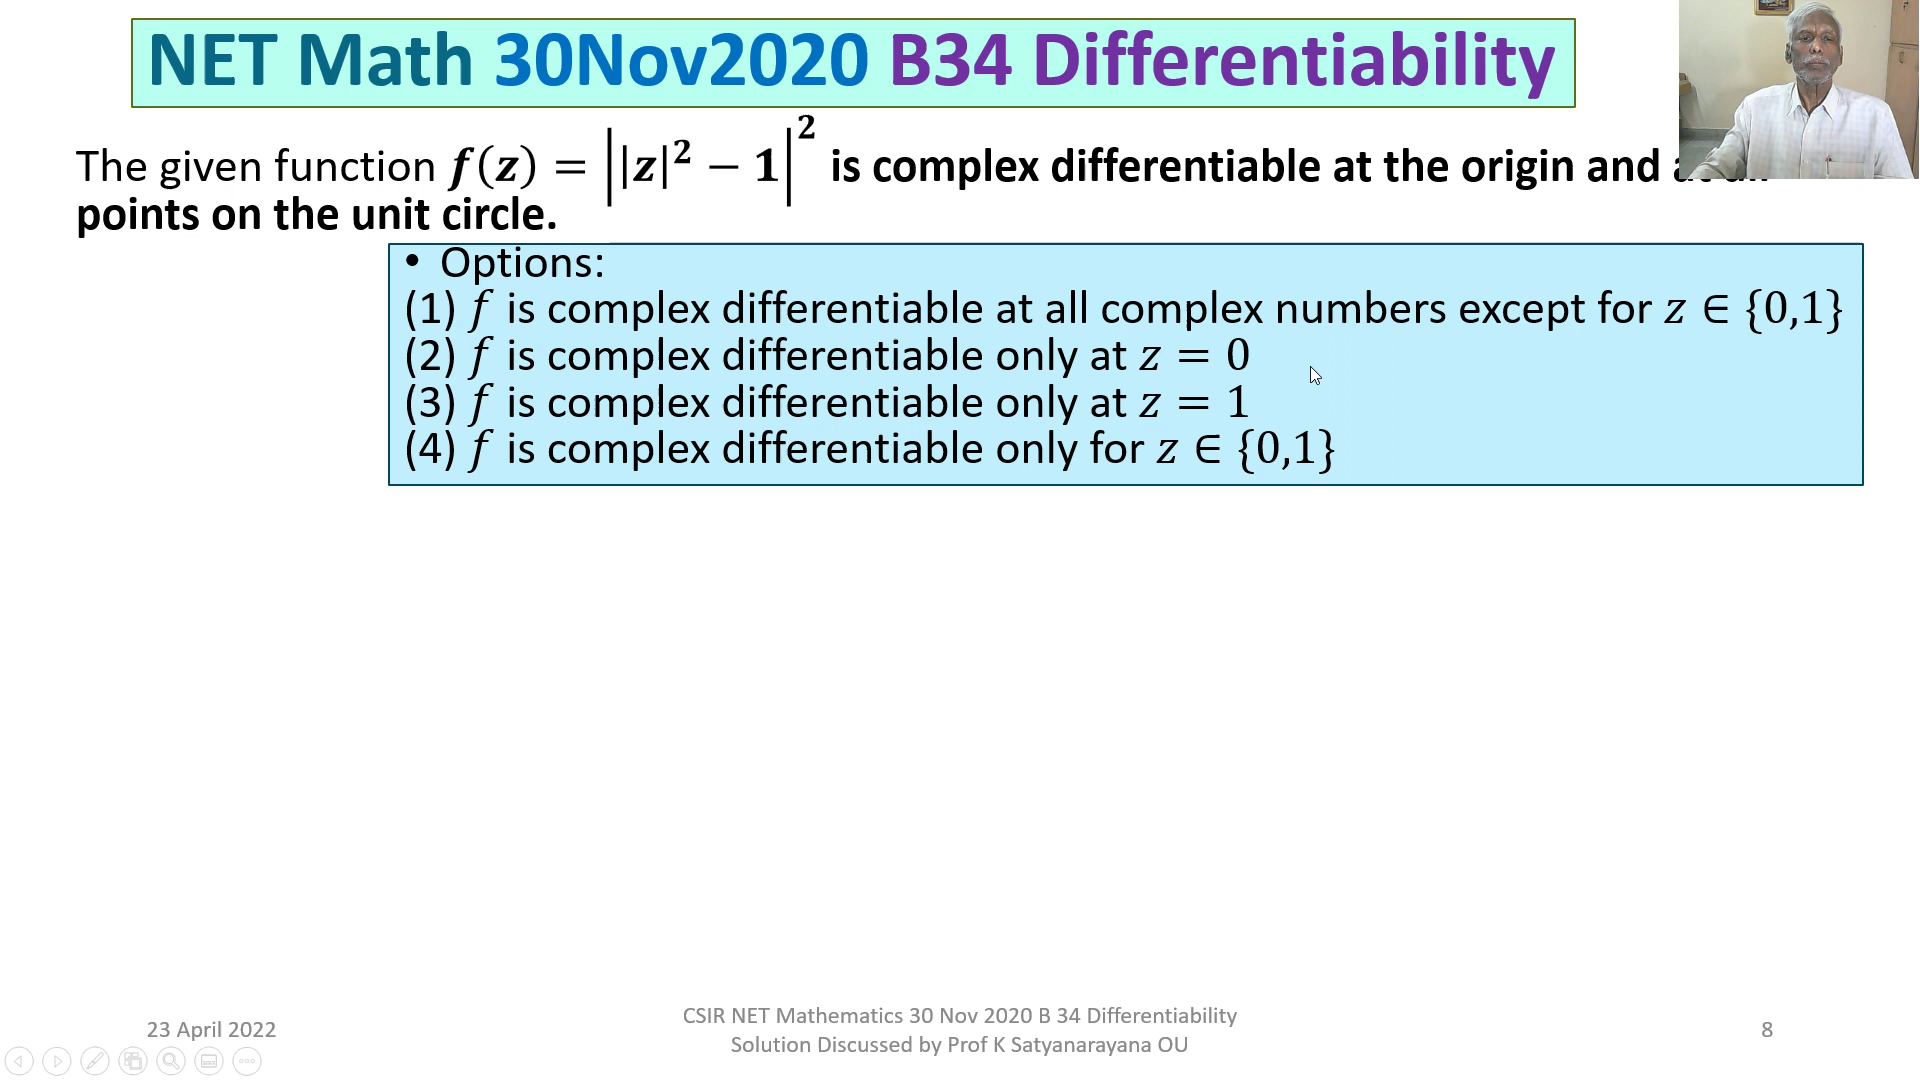 NET Math 30Nov2020 B34 Differentiability
The given function f(z) = ||z|² − 1|² is complex differentiable at the origin and
points on the unit circle.
• Options:
(1) f is complex differentiable at all complex numbers except for z ∈ {0,1}
(2) f is complex differentiable only at z = 0
(3) f is complex differentiable only at z = 1
(4) f is complex differentiable only for z ∈ {0,1}
23 April 2022
CSIR NET Mathematics 30 Nov 2020 B 34 Differentiability
Solution Discussed by Prof K Satyanarayana OU
8